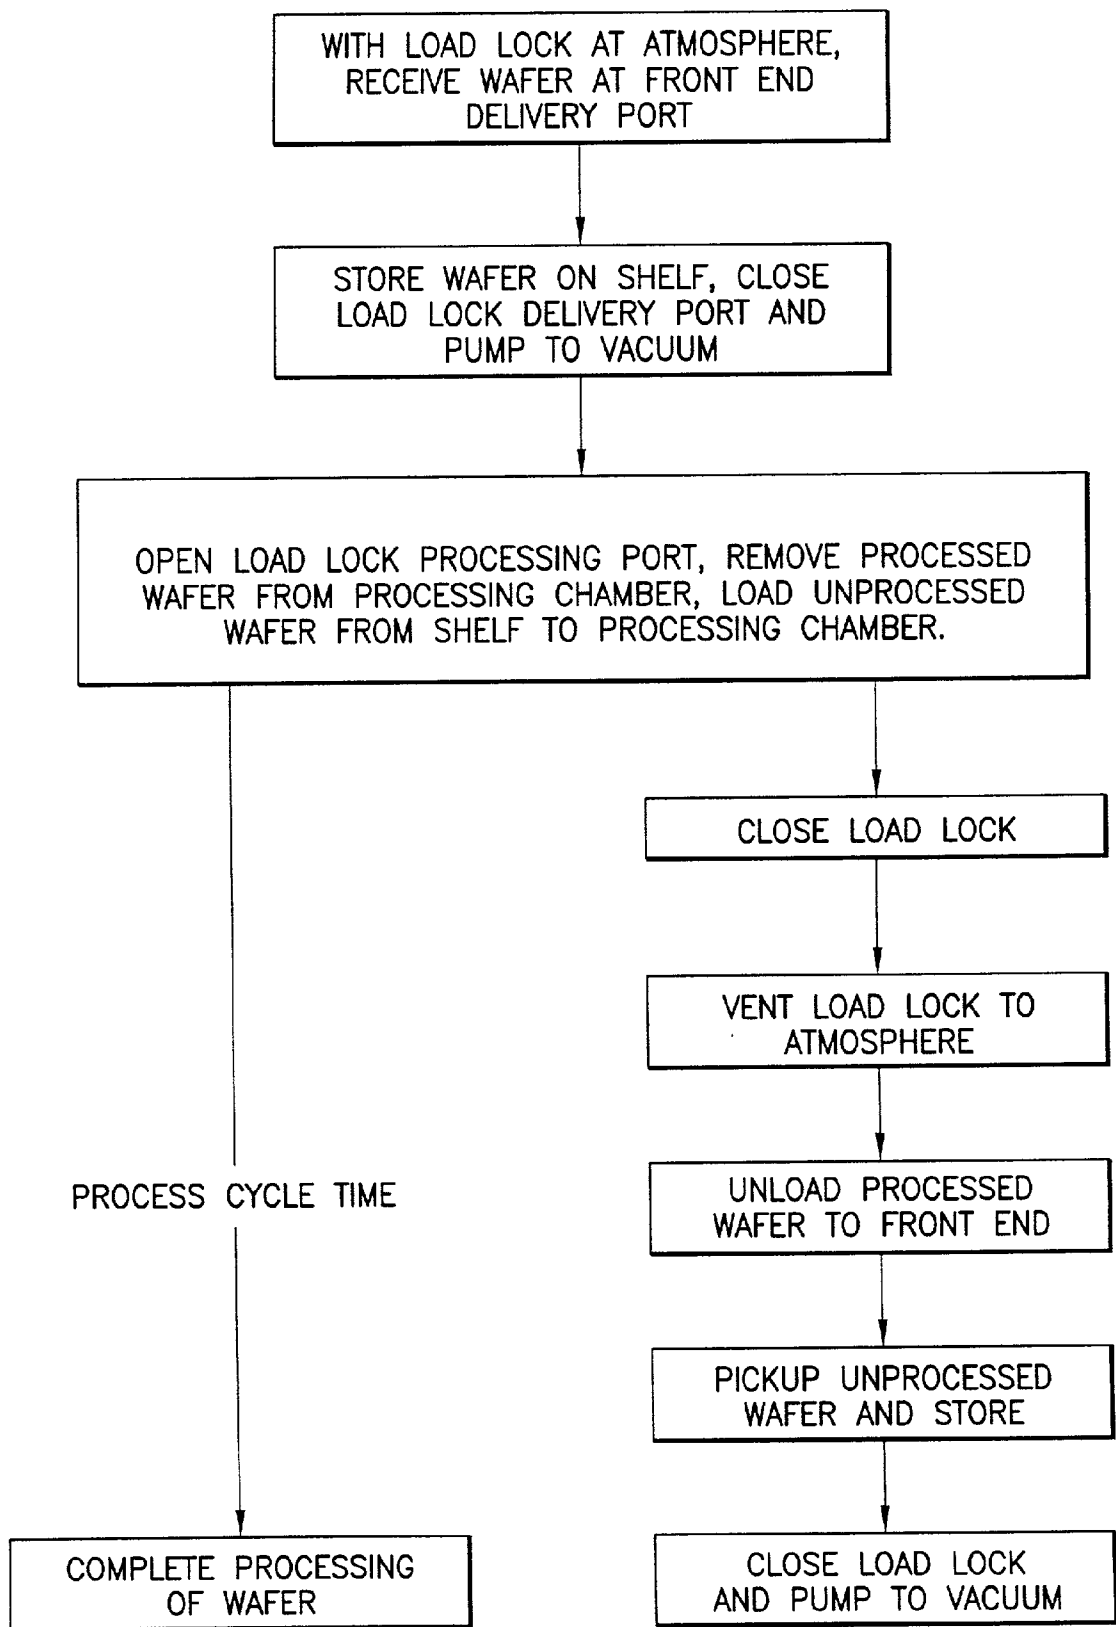 WITH LOAD LOCK AT ATMOSPHERE,
RECEIVE WAFER AT FRONT END
DELIVERY PORT
STORE WAFER ON SHELF, CLOSE
LOAD LOCK DELIVERY PORT AND
PUMP TO VACUUM
OPEN LOAD LOCK PROCESSING PORT, REMOVE PROCESSED
WAFER FROM PROCESSING CHAMBER, LOAD UNPROCESSED
WAFER FROM SHELF TO PROCESSING CHAMBER.
CLOSE LOAD LOCK
VENT LOAD LOCK TO
ATMOSPHERE
PROCESS CYCLE TIME
UNLOAD PROCESSED
WAFER TO FRONT END
PICKUP UNPROCESSED
WAFER AND STORE
COMPLETE PROCESSING
OF WAFER
CLOSE LOAD LOCK
AND PUMP TO VACUUM